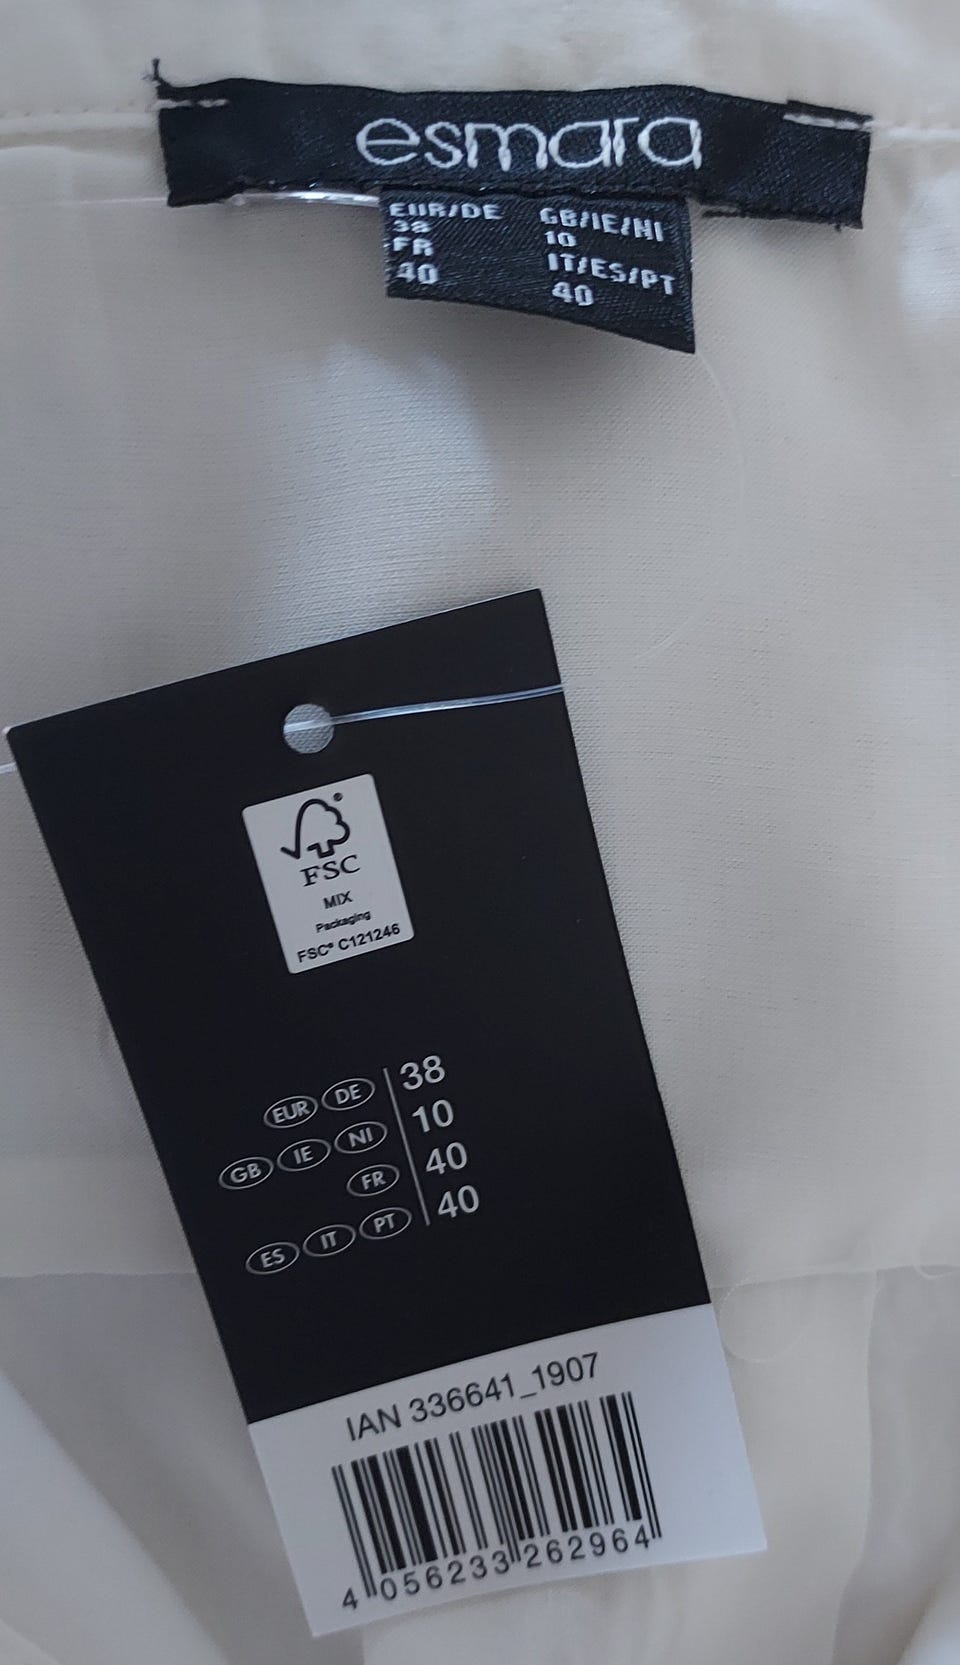 esmara
EUR/DE
38
FR
40
GB/IE/NI
10
IT/ES/PT
40
FSC®
MIX
Packaging
FSC® C121246
EUR DE 38
GB IE NI 10
FR 40
ES IT PT 40
IAN 336641_1907
4 056233 262964